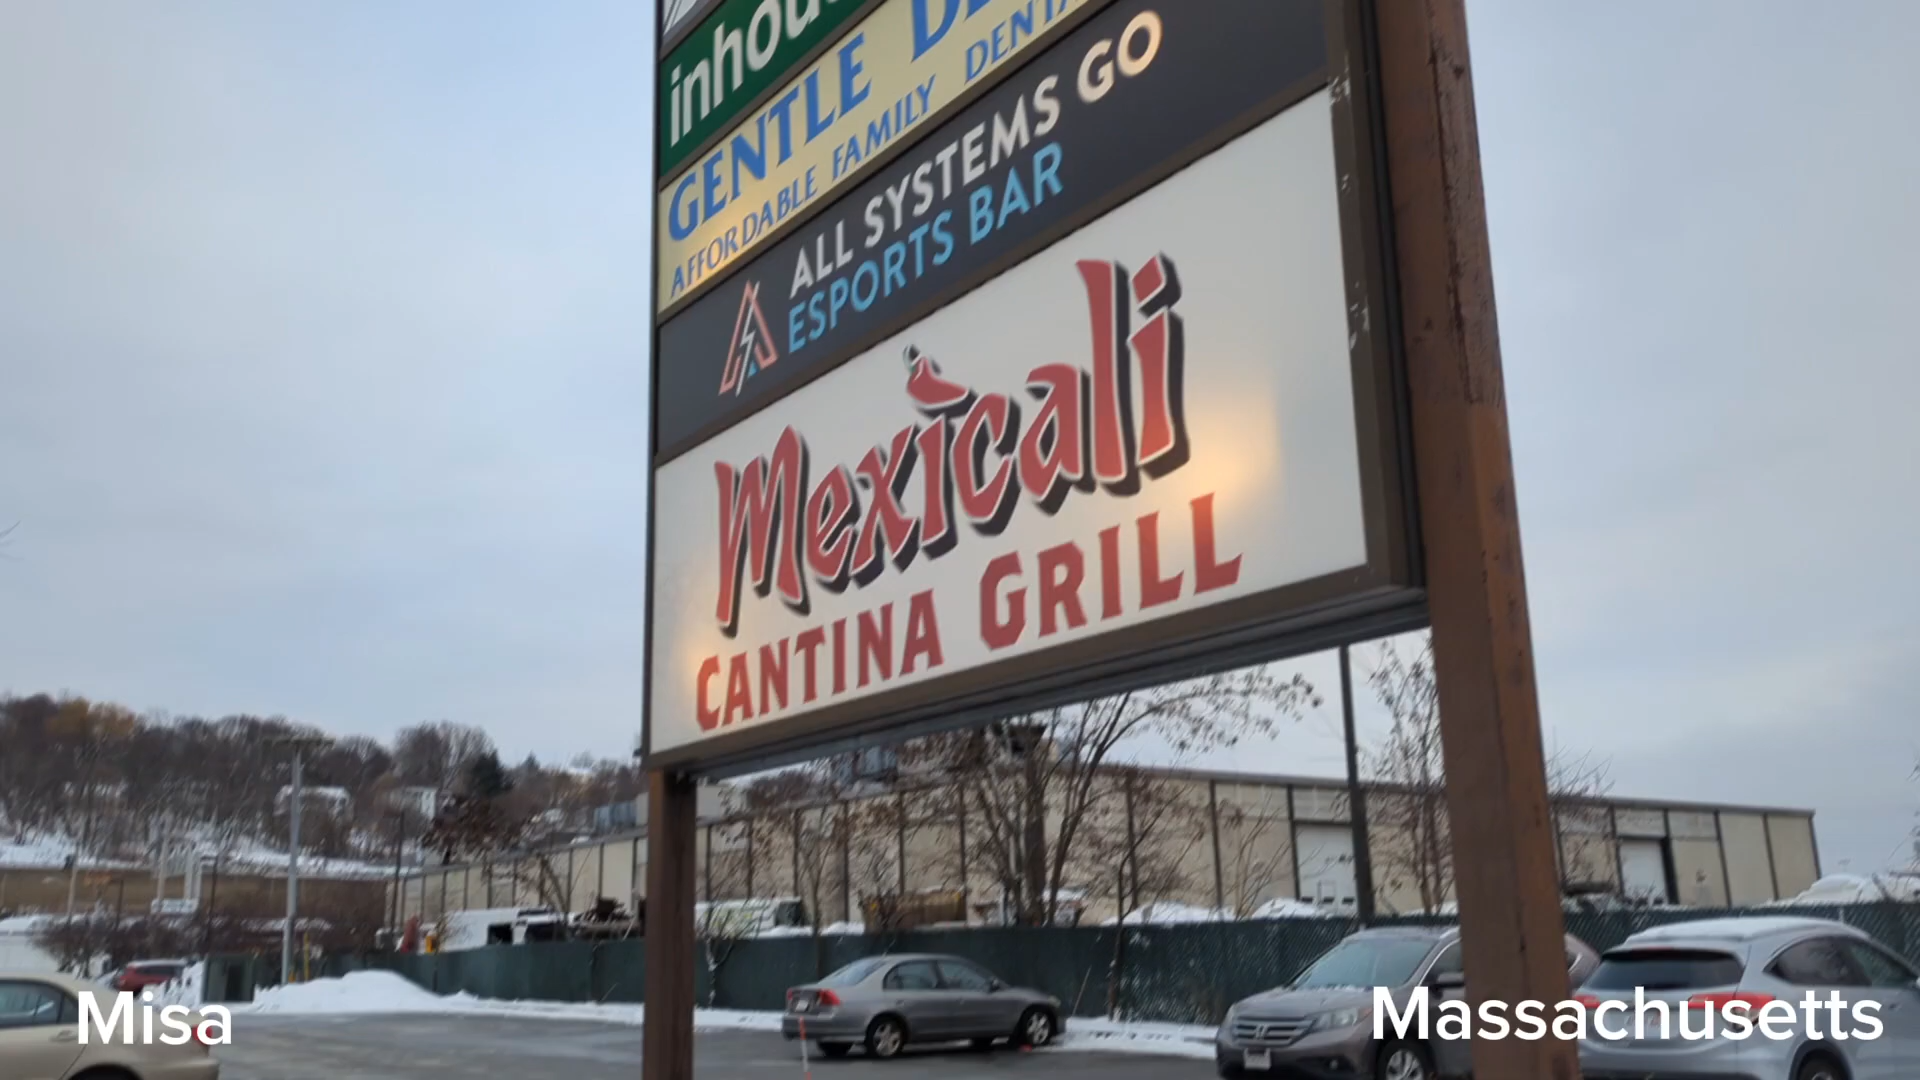 GENTLE
AFFORDABLE FAMILY
ALL SYSTEMS GO
ESPORTS BAR
Mexicali
CANTINA GRILL
Misa
Massachusetts